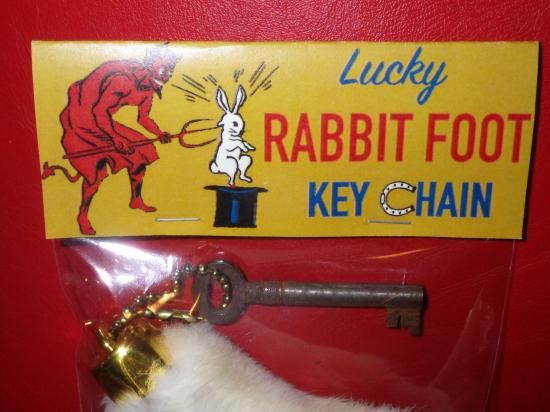 Lucky
RABBIT FOOT
KEY CHAIN